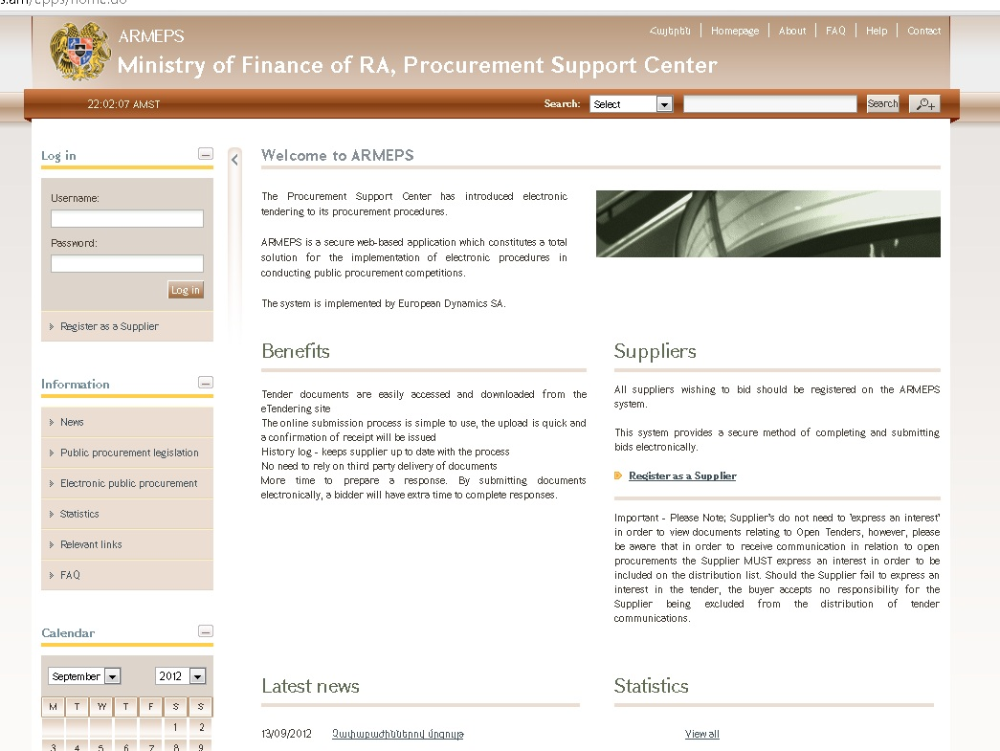 ARMEPS
Ministry of Finance of RA, Procurement Support Center
Հայերեն Homepage About FAQ Help Contact
22:02:07 AMST
Search: Select Search
Log in
Username:
Password:
Log in
Register as a Supplier
Information
News
Public procurement legislation
Electronic public procurement
Statistics
Relevant links
FAQ
Calendar
September 2012
M T W T F S S
1 2
3 4 5 6 7 8 9
Welcome to ARMEPS
The Procurement Support Center has introduced electronic
tendering to its procurement procedures.
ARMEPS is a secure web-based application which constitutes a total
solution for the implementation of electronic procedures in
conducting public procurement competitions.
The system is implemented by European Dynamics SA.
Benefits
Tender documents are easily accessed and downloaded from the
eTendering site
The online submission process is simple to use, the upload is quick and
a confirmation of receipt will be issued
History log - keeps supplier up to date with the process
No need to rely on third party delivery of documents
More time to prepare a response. By submitting documents
electronically, a bidder will have extra time to complete responses.
Suppliers
All suppliers wishing to bid should be registered on the ARMEPS
system.
This system provides a secure method of completing and submitting
bids electronically.
Register as a Supplier
Important - Please Note; Supplier's do not need to 'express an interest'
in order to view documents relating to Open Tenders, however, please
be aware that in order to receive communication in relation to open
procurements the Supplier MUST express an interest in order to be
included on the distribution list. Should the Supplier fail to express an
interest in the tender, the buyer accepts no responsibility for the
Supplier being excluded from the distribution of tender
communications.
Latest news
13/09/2012 Չափաբաժիններով մրցույթ
Statistics
View all